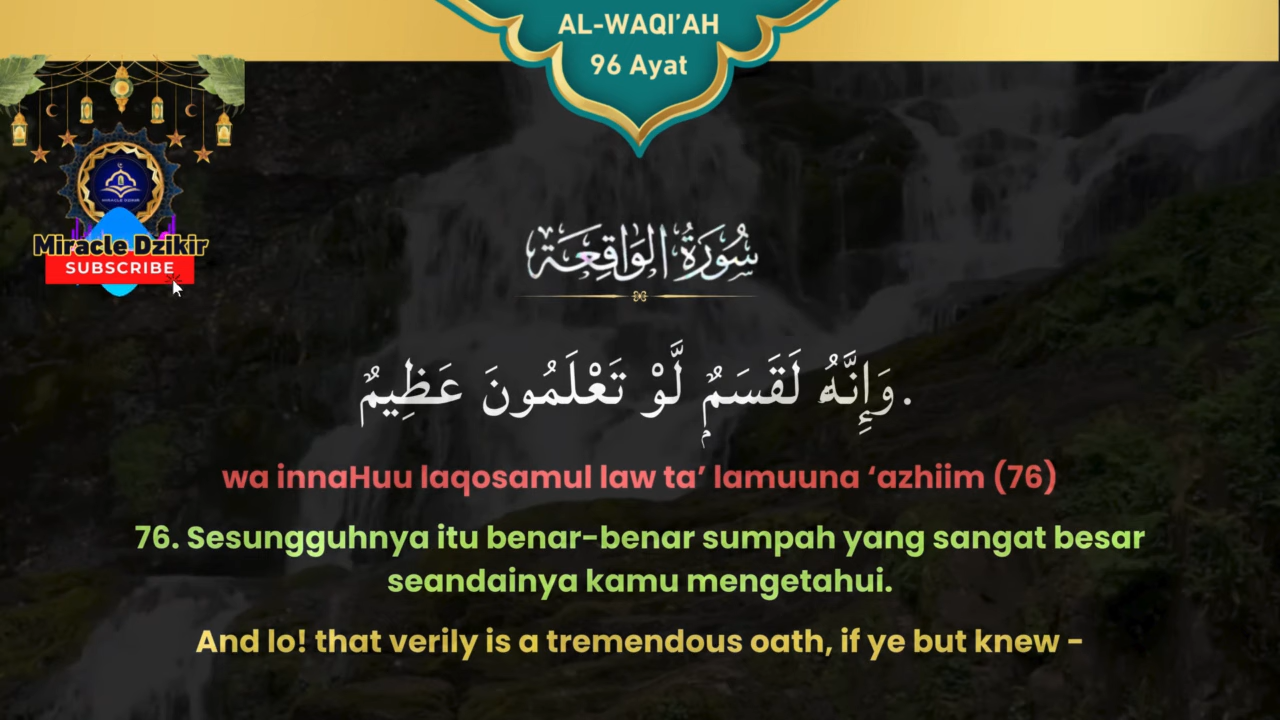 AL-WAQI’AH
96 Ayat
Miracle Dzikir
SUBSCRIBE
سُورَةُ الوَاقِعَة
وَإِنَّهُۥ لَقَسَمٌۭ لَّوْ تَعْلَمُونَ عَظِيمٌ.
wa innaHuu laqosamul law ta’ lamuuna ‘azhiim (76)
76. Sesungguhnya itu benar-benar sumpah yang sangat besar
seandainya kamu mengetahui.
And lo! that verily is a tremendous oath, if ye but knew -